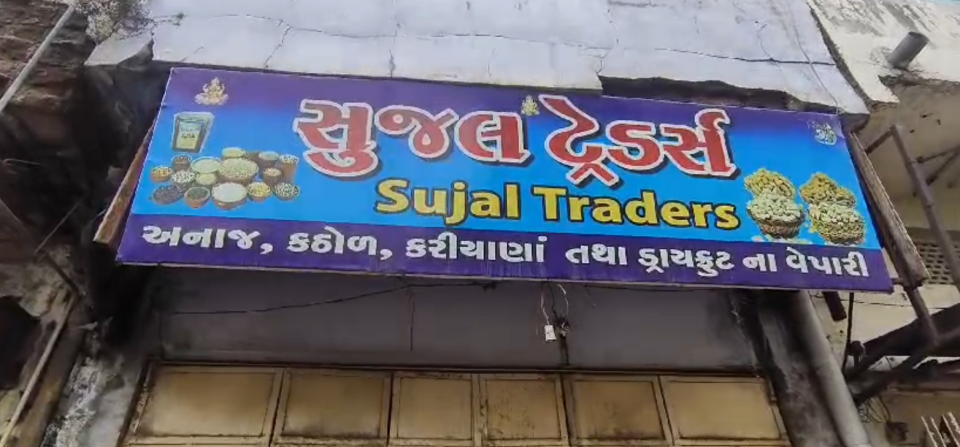 સુજલ ટ્રેડર્સ
Sujal Traders
અનાજ, કઠોળ, કરીયાણાં તથા ડ્રાયફ્રુટ ના વેપારી